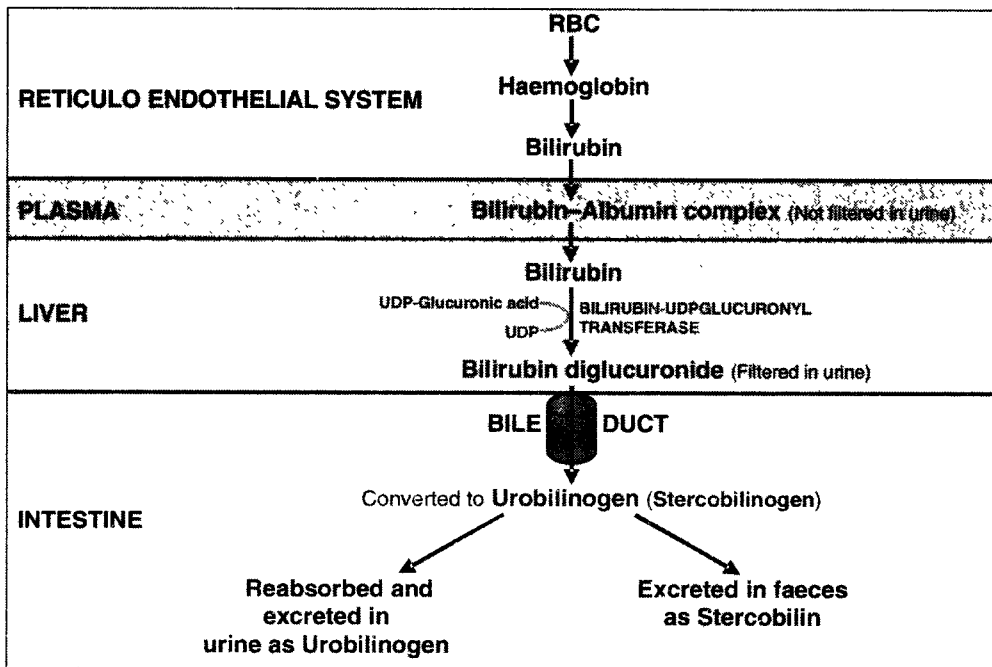 RBC
Haemoglobin
RETICULO ENDOTHELIAL SYSTEM
Bilirubin
PLASMA
Bilirubin–Albumin complex (Not filtered in urine)
Bilirubin
UDP-Glucuronic acid
BILIRUBIN-UDPGLUCURONYL
LIVER
UDP
TRANSFERASE
Bilirubin diglucuronide (Filtered in urine)
BILE DUCT
Converted to Urobilinogen (Stercobilinogen)
INTESTINE
Reabsorbed and
excreted in
urine as Urobilinogen
Excreted in faeces
as Stercobilin